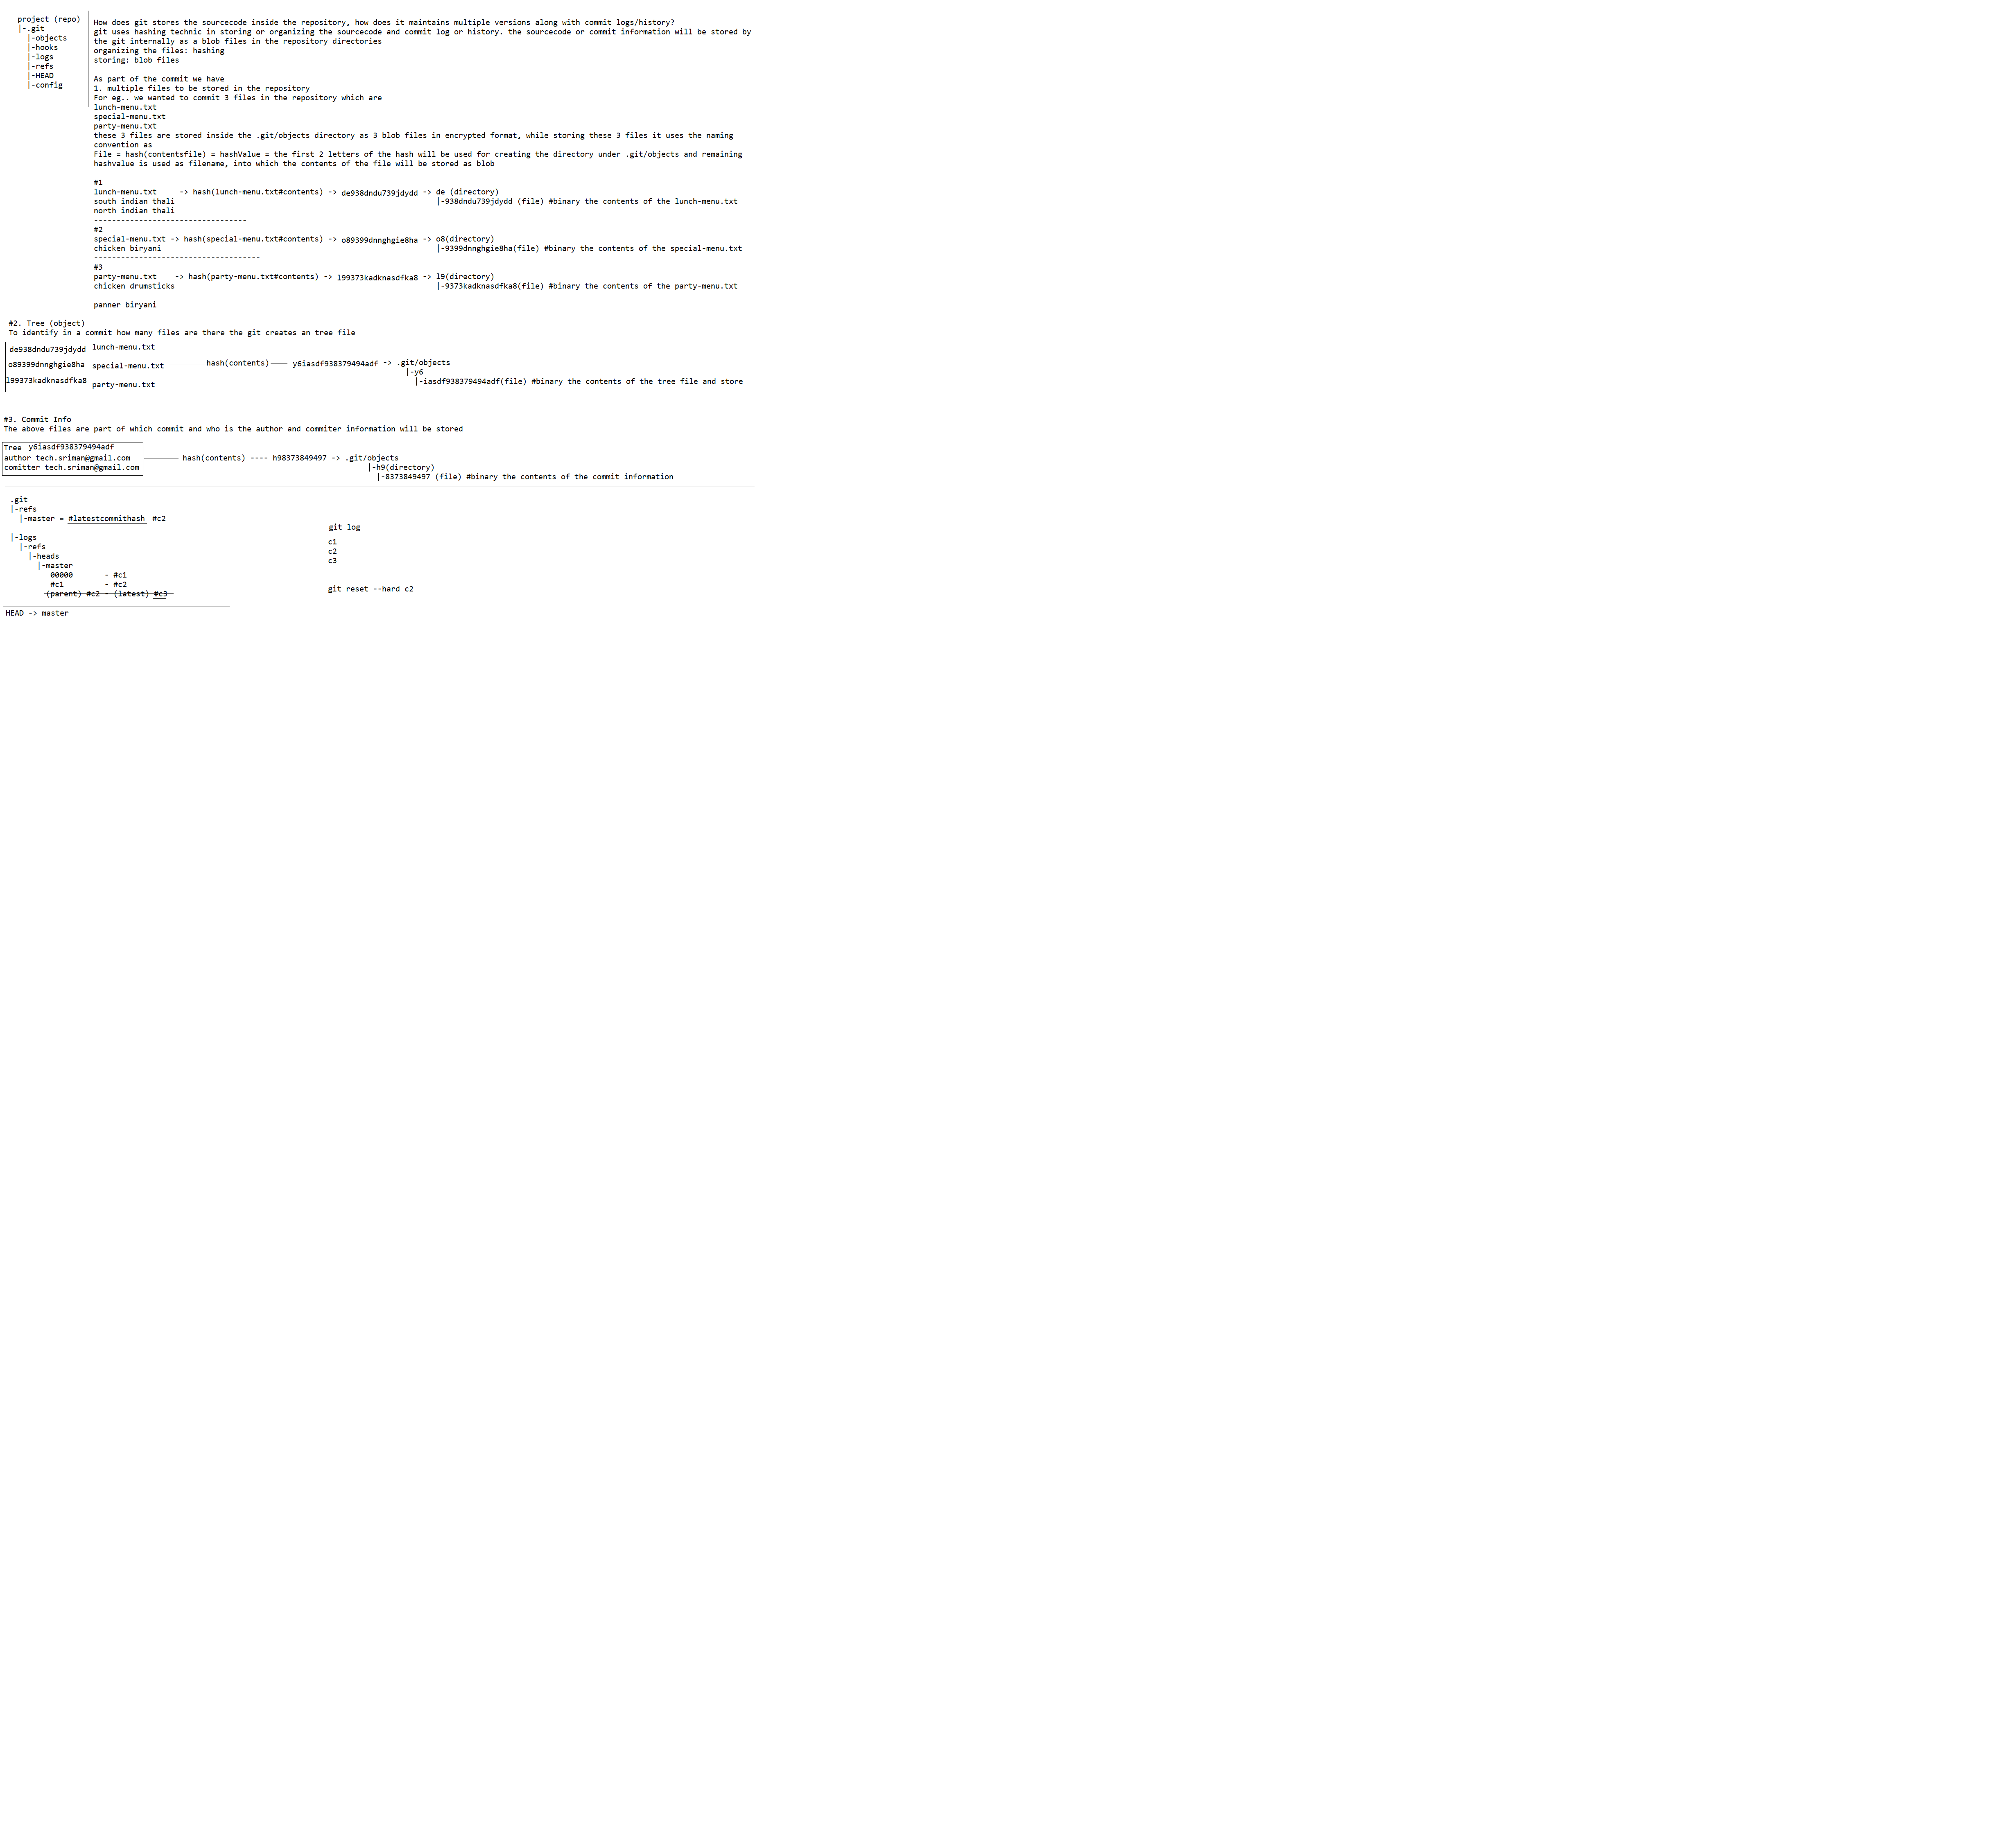 project (repo)
|-.git
|-objects
|-hooks
|-logs
|-refs
|-HEAD
|-config
How does git stores the sourcecode inside the repository, how does it maintains multiple versions along with commit logs/history?
git uses hashing technic in storing or organizing the sourcecode and commit log or history. the sourcecode or commit information will be stored by
the git internally as a blob files in the repository directories
organizing the files: hashing
storing: blob files
As part of the commit we have
1. multiple files to be stored in the repository
For eg.. we wanted to commit 3 files in the repository which are
lunch-menu.txt
special-menu.txt
party-menu.txt
these 3 files are stored inside the .git/objects directory as 3 blob files in encrypted format, while storing these 3 files it uses the naming
convention as
File = hash(contentsfile) = hashValue = the first 2 letters of the hash will be used for creating the directory under .git/objects and remaining
hashvalue is used as filename, into which the contents of the file will be stored as blob
#1
lunch-menu.txt     -> hash(lunch-menu.txt#contents) -> de938dndu739jdydd -> de (directory)
south indian thali |-938dndu739jdydd (file) #binary the contents of the lunch-menu.txt
north indian thali
----------------------------------
#2
special-menu.txt -> hash(special-menu.txt#contents) -> o89399dnnghgie8ha -> o8(directory)
chicken biryani |-9399dnnghgie8ha(file) #binary the contents of the special-menu.txt
-------------------------------------
#3
party-menu.txt    -> hash(party-menu.txt#contents) -> l99373kadknasdfka8 -> l9(directory)
chicken drumsticks |-9373kadknasdfka8(file) #binary the contents of the party-menu.txt
panner biryani
#2. Tree (object)
To identify in a commit how many files are there the git creates an tree file
de938dndu739jdydd lunch-menu.txt
o89399dnnghgie8ha special-menu.txt hash(contents) y6iasdf938379494adf -> .git/objects
|-y6
l99373kadknasdfka8 party-menu.txt |-iasdf938379494adf(file) #binary the contents of the tree file and store
#3. Commit Info
The above files are part of which commit and who is the author and commiter information will be stored
Tree y6iasdf938379494adf
author tech.sriman@gmail.com hash(contents) ---- h98373849497 -> .git/objects
comitter tech.sriman@gmail.com |-h9(directory)
|-8373849497 (file) #binary the contents of the commit information
.git
|-refs
|-master = #latestcommithash #c2
|-logs
|-refs
|-heads
|-master
00000       - #c1
#c1         - #c2
(parent) #c2 - (latest) #c3
HEAD -> master
git log
c1
c2
c3
git reset --hard c2